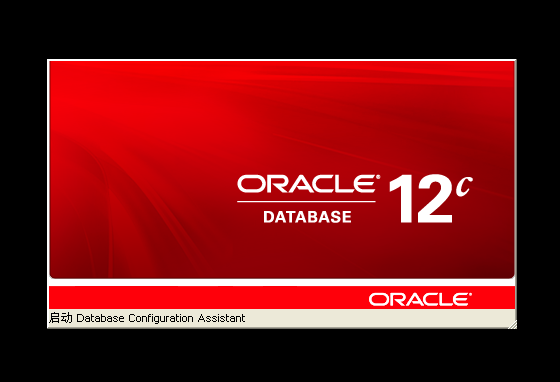 ORACLE®
DATABASE
12c
ORACLE®
启动 Database Configuration Assistant